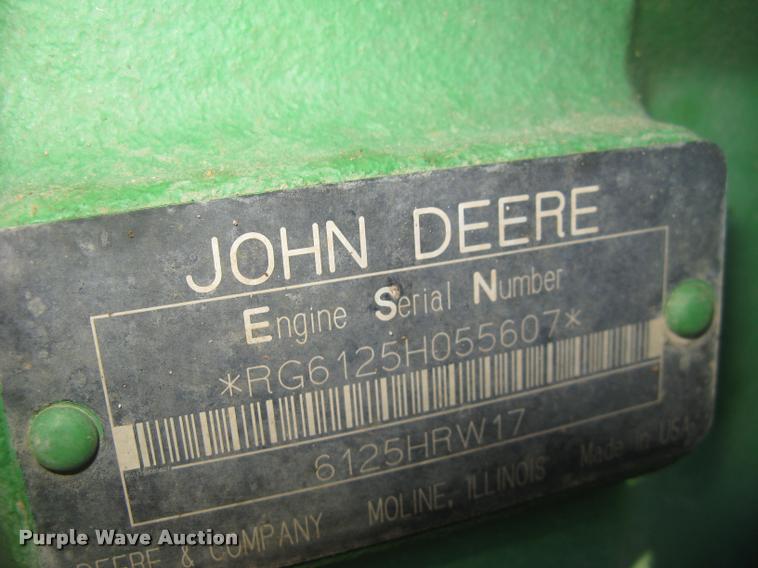 JOHN DEERE
Engine Serial Number
*RG6125H055607*
6125HRW17
DEERE & COMPANY MOLINE, ILLINOIS Made in USA
Purple Wave Auction